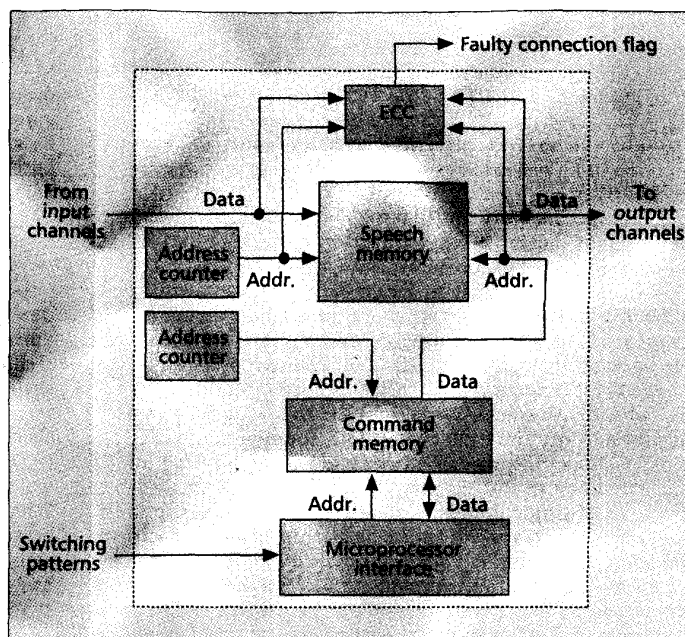 Faulty connection flag
ECC
From
input
channels
Data
Data
To
output
channels
Speech
memory
Address
counter
Addr.
Addr.
Address
counter
Addr.
Data
Command
memory
Addr.
Data
Switching
patterns
Microprocessor
interface